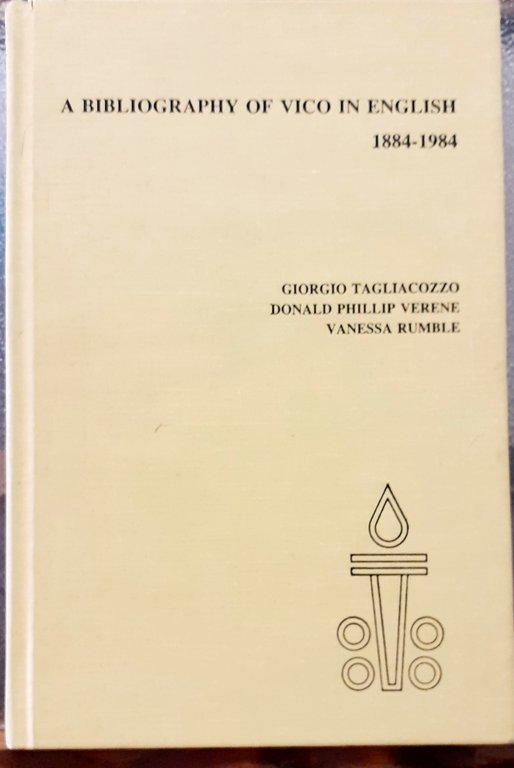 A BIBLIOGRAPHY OF VICO IN ENGLISH
1884-1984
GIORGIO TAGLIACOZZO
DONALD PHILLIP VERENE
VANESSA RUMBLE